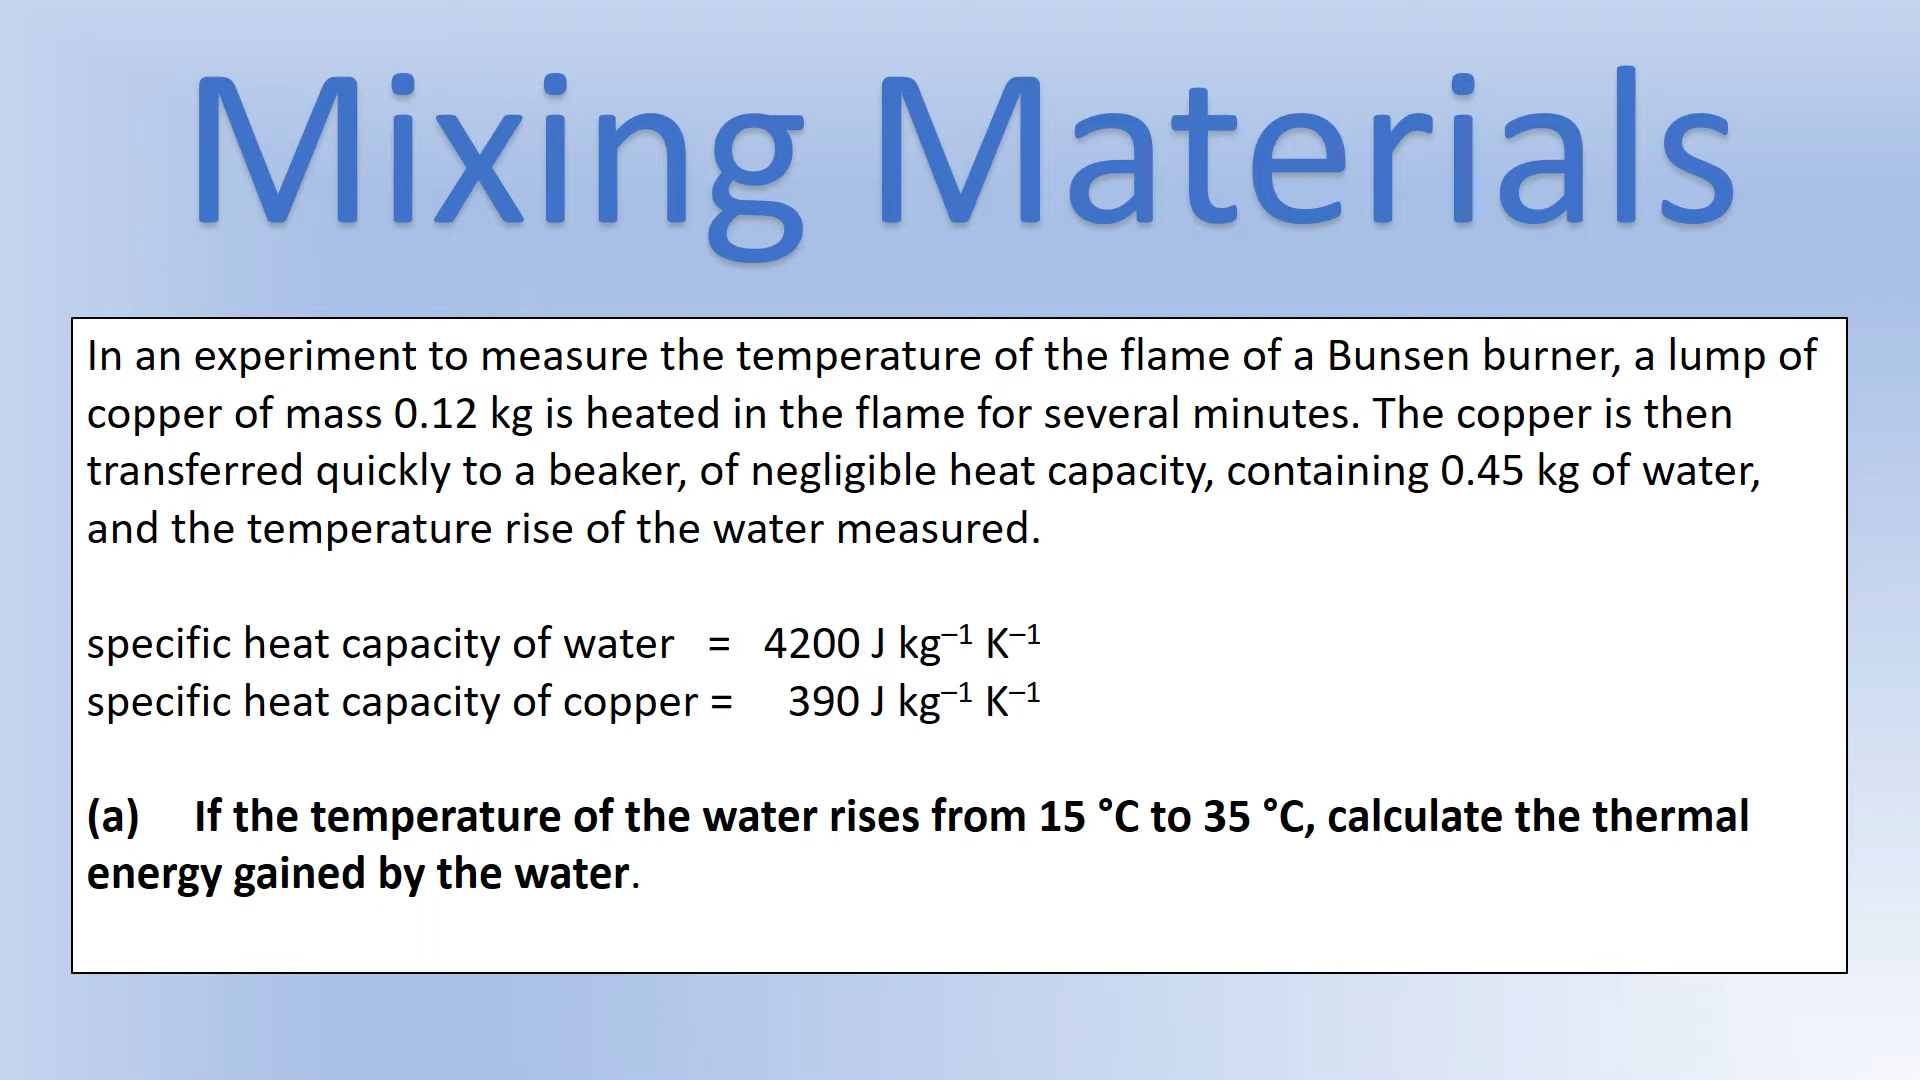 Mixing Materials
In an experiment to measure the temperature of the flame of a Bunsen burner, a lump of
copper of mass 0.12 kg is heated in the flame for several minutes. The copper is then
transferred quickly to a beaker, of negligible heat capacity, containing 0.45 kg of water,
and the temperature rise of the water measured.
specific heat capacity of water = 4200 J kg⁻¹ K⁻¹
specific heat capacity of copper = 390 J kg⁻¹ K⁻¹
(a) If the temperature of the water rises from 15 °C to 35 °C, calculate the thermal
energy gained by the water.